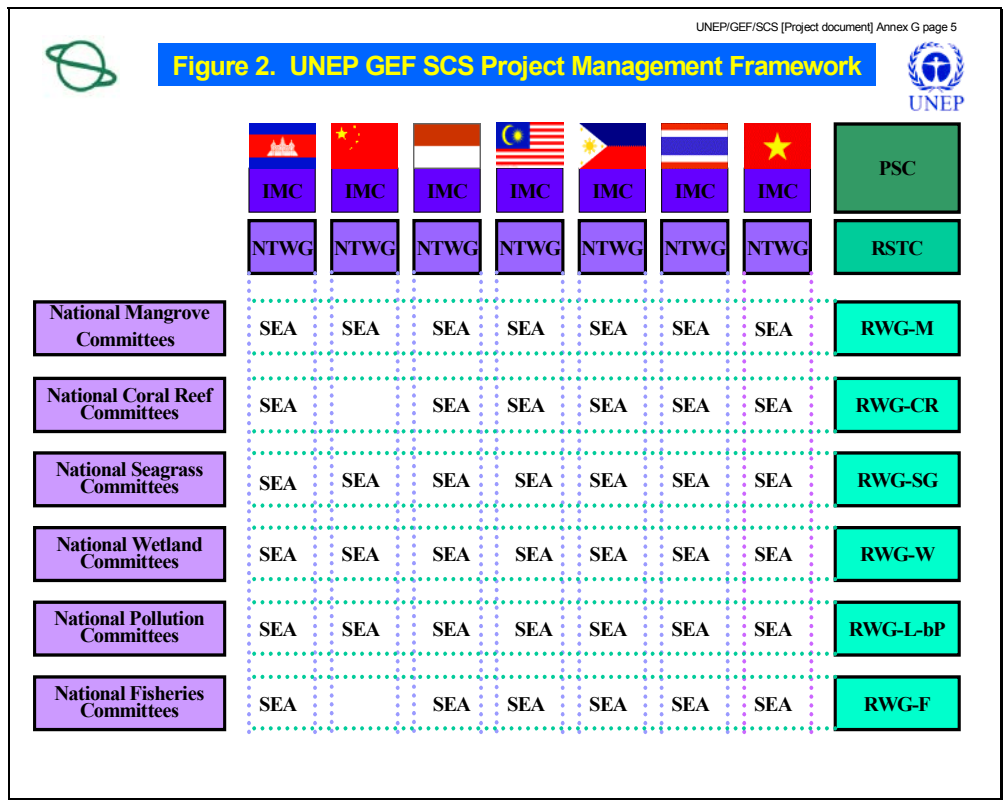 UNEP/GEF/SCS [Project document] Annex G page 5
Figure 2. UNEP GEF SCS Project Management Framework
UNEP
IMC IMC IMC IMC IMC IMC IMC PSC
NTWG NTWG NTWG NTWG NTWG NTWG NTWG RSTC
National Mangrove
Committees
SEA SEA SEA SEA SEA SEA SEA RWG-M
National Coral Reef
Committees
SEA SEA SEA SEA SEA SEA RWG-CR
National Seagrass
Committees
SEA SEA SEA SEA SEA SEA SEA RWG-SG
National Wetland
Committees
SEA SEA SEA SEA SEA SEA SEA RWG-W
National Pollution
Committees
SEA SEA SEA SEA SEA SEA SEA RWG-L-bP
National Fisheries
Committees
SEA SEA SEA SEA SEA SEA RWG-F